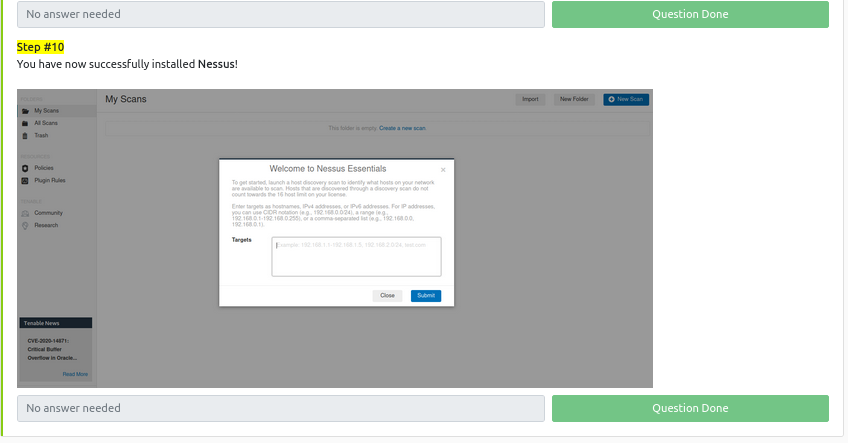 No answer needed
Question Done
Step #10
You have now successfully installed Nessus!
My Scans
Import
New Folder
New Scan
My Scans
All Scans
Trash
This folder is empty. Create a new scan.
RESOURCES
Policies
Plugin Rules
Community
Research
Welcome to Nessus Essentials
To get started, launch a host discovery scan to identify what hosts on your network
are available to scan. Hosts that are discovered through a discovery scan do not
count towards the 16 host limit on your license.
Enter targets as hostnames, IPv4 addresses, or IPv6 addresses. For IP addresses,
you can use CIDR notation (e.g., 192.168.0.0/24), a range (e.g.,
192.168.0.1-192.168.0.255), or a comma-separated list (e.g., 192.168.0.0,
192.168.0.1).
Targets
Example: 192.168.1.1-192.168.1.5, 192.168.2.0/24, test.com
Close
Submit
Tenable News
CVE-2020-14871:
Critical Buffer
Overflow in Oracle...
Read More
No answer needed
Question Done